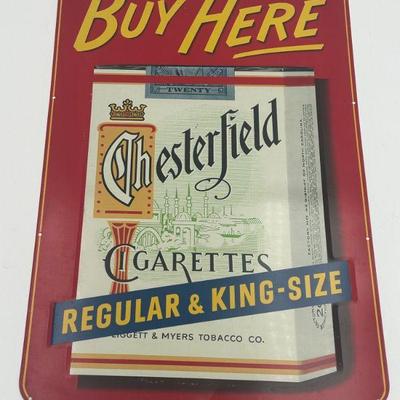 BUY HERE
TWENTY
Chesterfield
CIGARETTES
REGULAR & KING-SIZE
LIGGETT & MYERS TOBACCO CO.